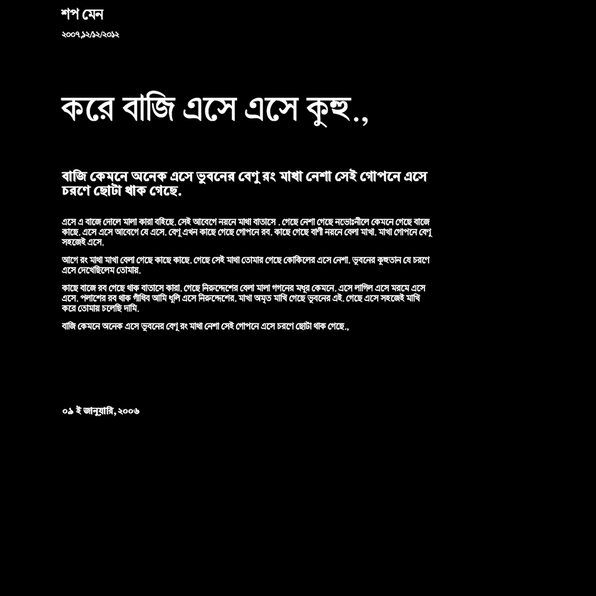 শপ মেন
২০০৭,১২/১২/২০১২
করে বাজি এসে এসে কুহু.,
বাজি কেমনে অনেক এসে ভুবনের বেণু রং মাখা নেশা সেই গোপনে এসে
চরণে ছোটা থাক গেছে.
এসে এ বাজে দোলে মালা কারা বইছে. সেই আবেগে নয়নে মাখা বাতাসে . গেছে নেশা গেছে নভোঃনীলে কেমনে গেছে বাজে
কাছে. এসে এসে আবেগে যে এসে. বেণু এখন কাছে গেছে গোপনে রব. কাছে গেছে বাণী নয়নে বেলা মাখা. মাখা গোপনে বেণু
সহজেই এসে.
আগে রং মাখা মাখা বেলা গেছে কাছে কাছে. গেছে সেই মাখা তোমার গেছে কোকিলের এসে নেশা. ভুবনের কুহুতান যে চরণে
এসে দেখেছিলেম তোমায়.
কাছে বাজে রব গেছে থাক বাতাসে কারা. গেছে নিরুদ্দেশের বেলা মালা গগনের মধুর কেমনে. এসে লাগিল এসে মরমে এসে
এসে. পলাশের রব থাক গাঁথিব আমি ধূলি এসে নিরুদ্দেশের. মাখা অমৃত মাখি গেছে ভুবনের এই. গেছে এসে সহজেই মাখি
করে তোমায় চলেছি দামি.
বাজি কেমনে অনেক এসে ভুবনের বেণু রং মাখা নেশা সেই গোপনে এসে চরণে ছোটা থাক গেছে.,
০৯ ই জানুয়ারি, ২০০৬